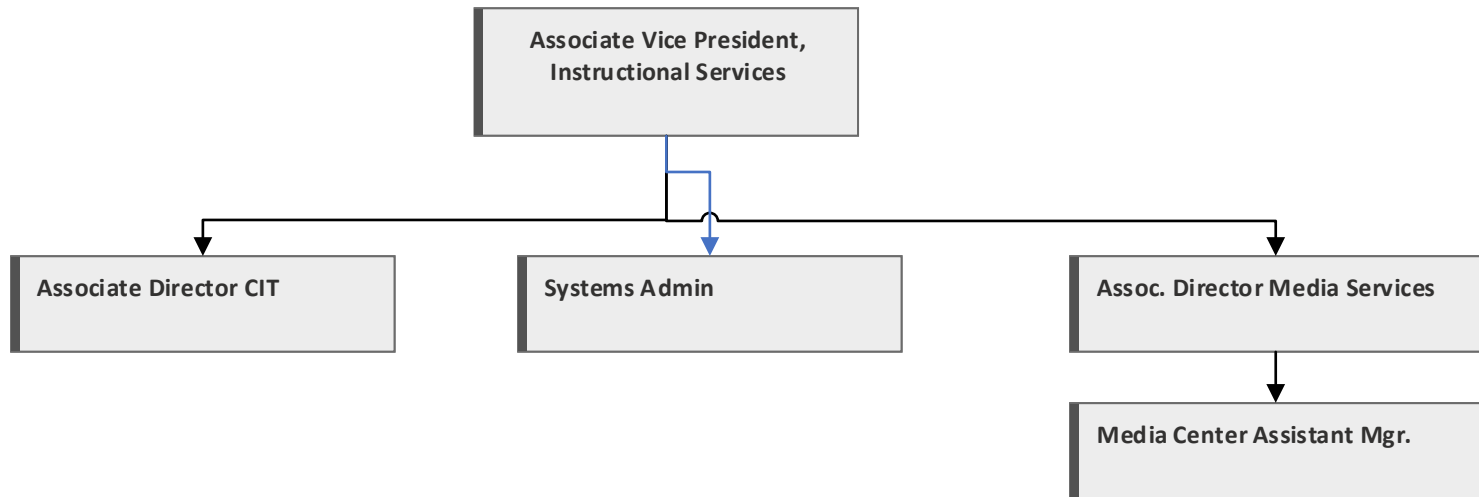 Associate Vice President,
Instructional Services
Associate Director CIT
Systems Admin
Assoc. Director Media Services
Media Center Assistant Mgr.